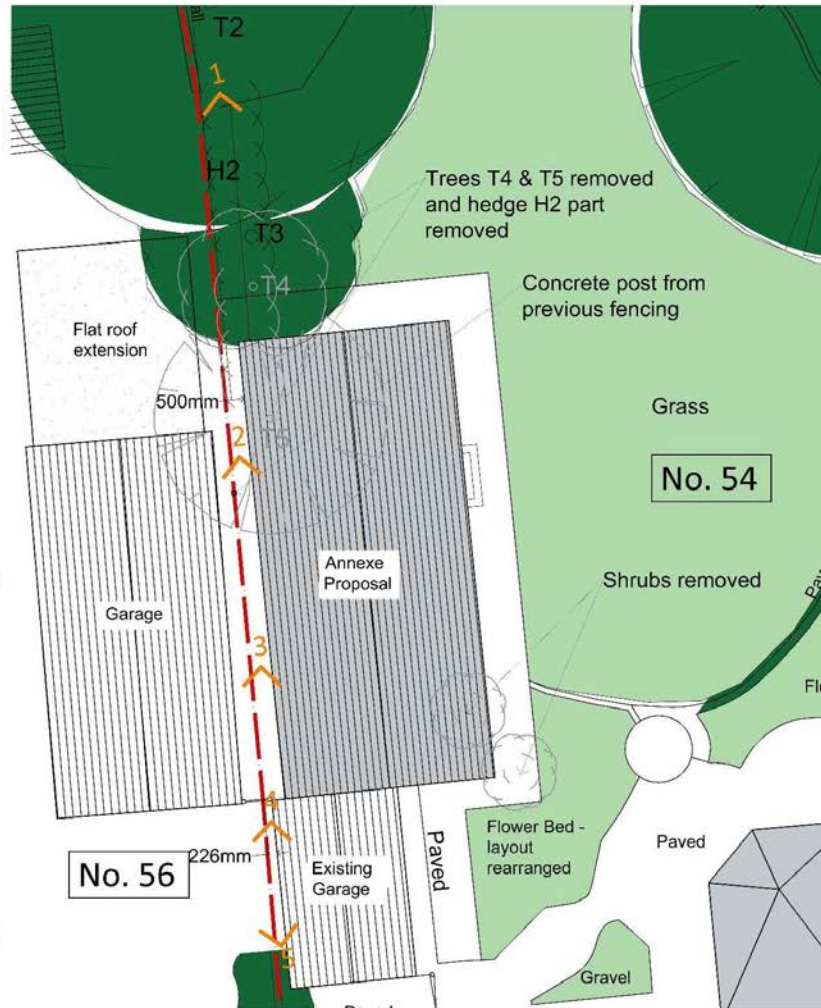 T2
1
H2
Trees T4 & T5 removed
and hedge H2 part
removed
T3
T4
Concrete post from
previous fencing
Flat roof
extension
500mm
Grass
2
T5
No. 54
Annexe
Proposal
Shrubs removed
Garage
3
4
226mm
Existing
Garage
Paved
Flower Bed -
layout
rearranged
Paved
No. 56
5
Gravel